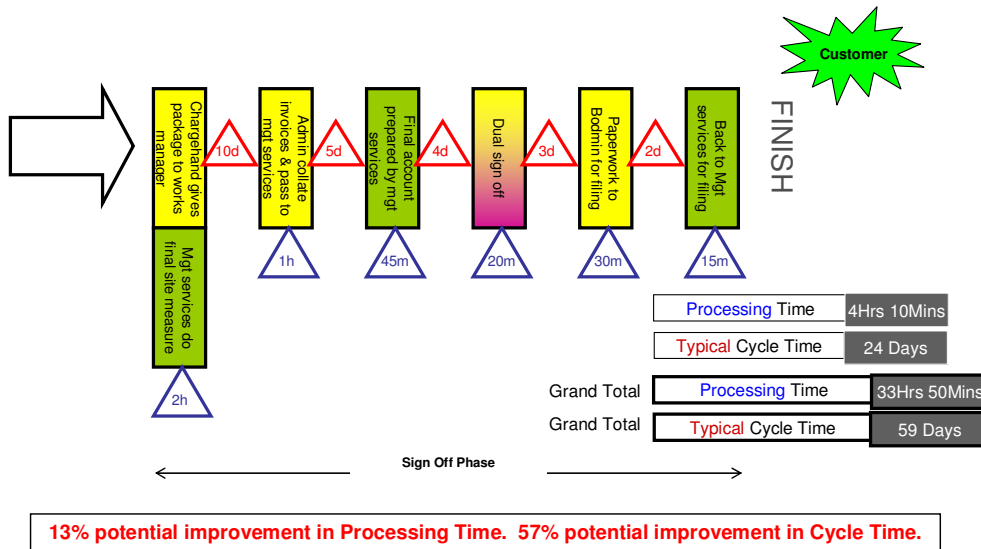 Customer
Chargehand gives
package to works
manager
10d
Admin collate
invoices & pass to
mgt services
5d
Final account
prepared by mgt
services
4d
Dual sign off
3d
Paperwork to
Bodmin for filing
2d
Back to Mgt
services for filing
FINISH
Mgt services do
final site measure
1h
45m
20m
30m
15m
2h
Processing Time 4Hrs 10Mins
Typical Cycle Time 24 Days
Grand Total Processing Time 33Hrs 50Mins
Grand Total Typical Cycle Time 59 Days
Sign Off Phase
13% potential improvement in Processing Time. 57% potential improvement in Cycle Time.